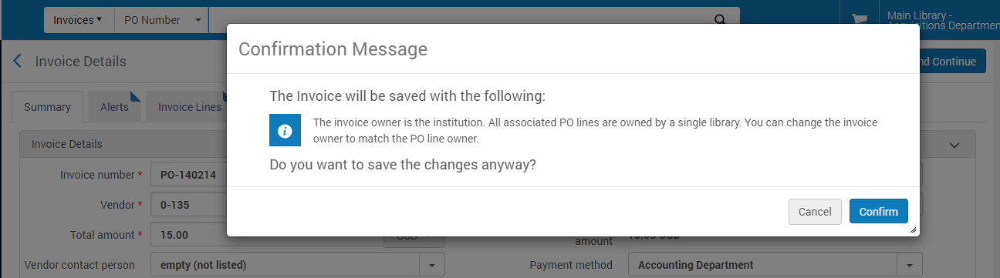 Invoices PO Number
Main Library -
Acquisitions Departmen
Invoice Details
nd Continue
Summary Alerts Invoice Lines
Invoice Details
Invoice number * PO-140214
Vendor * 0-135
Total amount * 15.00
amount
Vendor contact person empty (not listed)
Payment method Accounting Department
Confirmation Message
The Invoice will be saved with the following:
The invoice owner is the institution. All associated PO lines are owned by a single library. You can change the invoice
owner to match the PO line owner.
Do you want to save the changes anyway?
Cancel Confirm